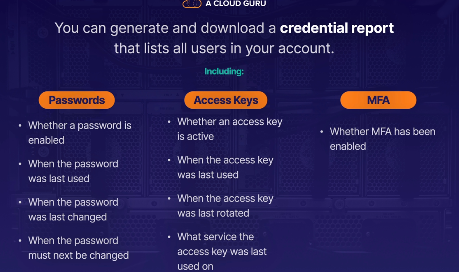 A CLOUD GURU
You can generate and download a credential report
that lists all users in your account.
Including:
Passwords
• Whether a password is
enabled
• When the password
was last used
• When the password
was last changed
• When the password
must next be changed
Access Keys
• Whether an access key
is active
• When the access key
was last used
• When the access key
was last rotated
• What service the
access key was last
used on
MFA
• Whether MFA has been
enabled